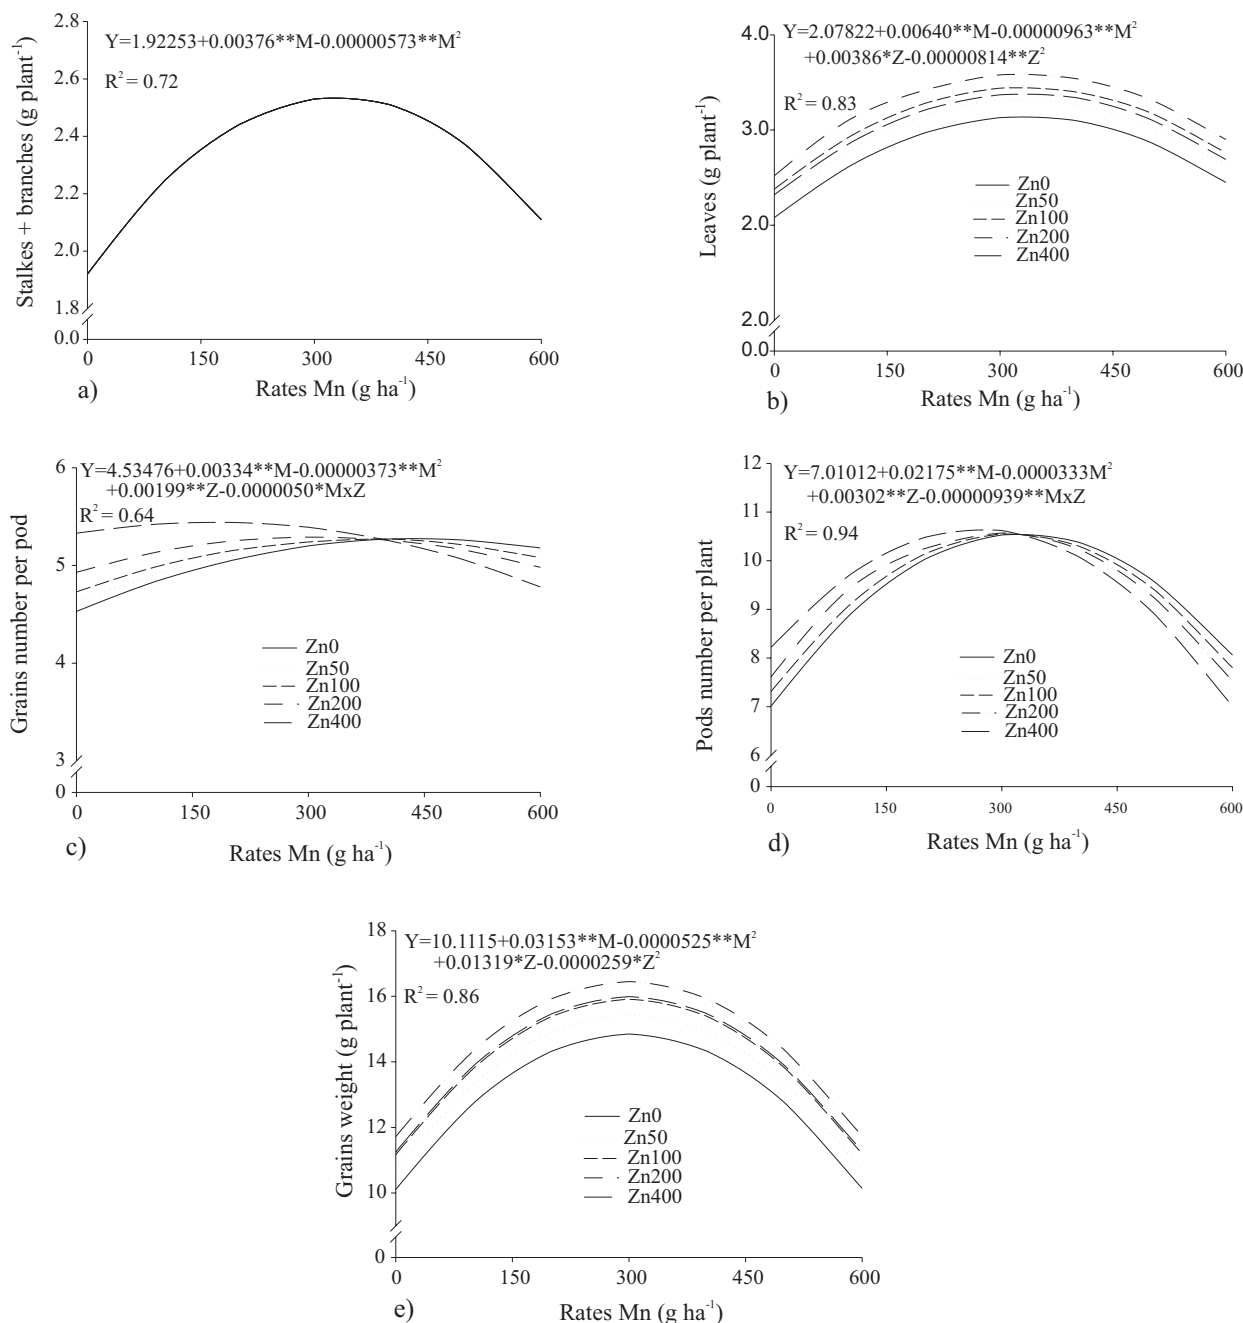 Y=1.92253+0.00376**M-0.00000573**M²
R² = 0.72
Stalkes + branches (g plant⁻¹)
2.8
2.6
2.4
2.2
2.0
1.8
0.0
0 150 300 450 600
a) Rates Mn (g ha⁻¹)
Y=2.07822+0.00640**M-0.00000963**M²
+0.00386*Z-0.00000814**Z²
R² = 0.83
Leaves (g plant⁻¹)
4.0
3.0
2.0
2.0
0.0
Zn0
Zn50
Zn100
Zn200
Zn400
0 150 300 450 600
b) Rates Mn (g ha⁻¹)
Y=4.53476+0.00334**M-0.00000373**M²
+0.00199**Z-0.0000050*MxZ
R² = 0.64
Grains number per pod
6
5
4
3
0
Zn0
Zn50
Zn100
Zn200
Zn400
0 150 300 450 600
c) Rates Mn (g ha⁻¹)
Y=7.01012+0.02175**M-0.0000333M²
+0.00302**Z-0.00000939**MxZ
R² = 0.94
Pods number per plant
12
11
10
9
8
7
6
0
Zn0
Zn50
Zn100
Zn200
Zn400
0 150 300 450 600
d) Rates Mn (g ha⁻¹)
Y=10.1115+0.03153**M-0.0000525**M²
+0.01319*Z-0.0000259*Z²
R² = 0.86
Grains weight (g plant⁻¹)
18
16
14
12
10
0
Zn0
Zn50
Zn100
Zn200
Zn400
0 150 300 450 600
e) Rates Mn (g ha⁻¹)